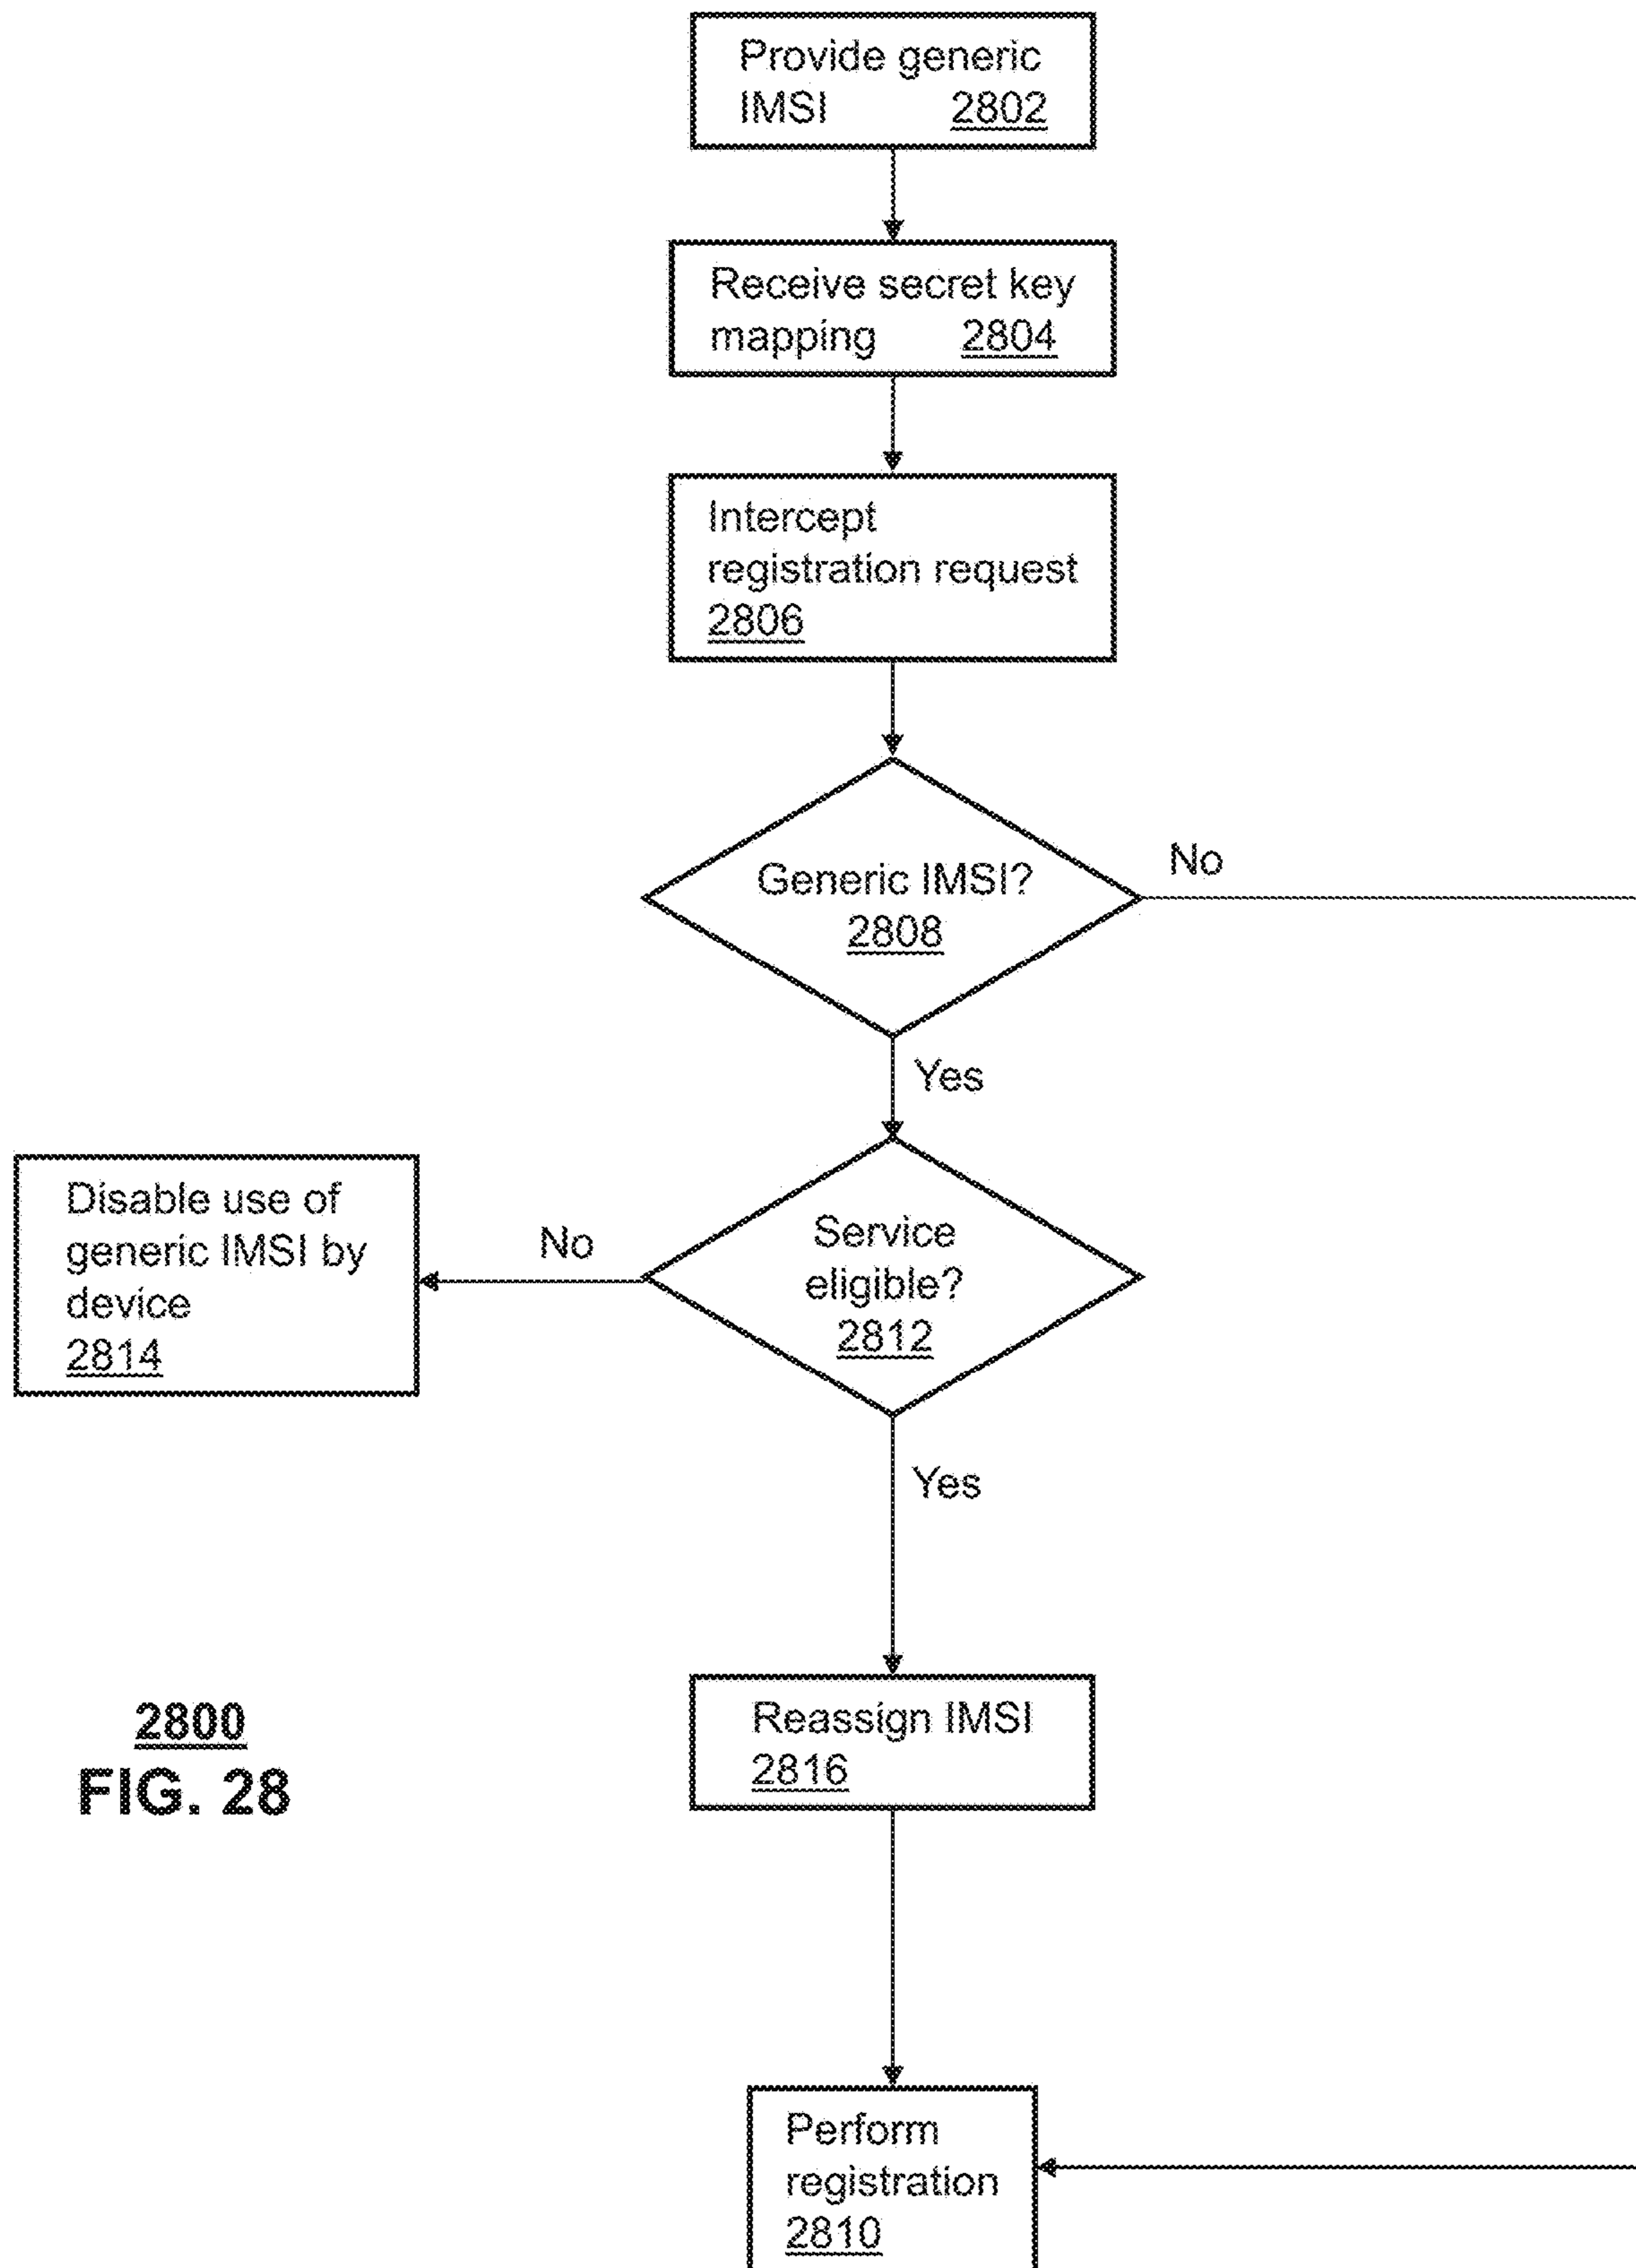 Provide generic
IMSI 2802
Receive secret key
mapping 2804
Intercept
registration request
2806
Generic IMSI?
2808
No
Yes
Service
eligible?
2812
No
Disable use of
generic IMSI by
device
2814
Yes
Reassign IMSI
2816
2800
FIG. 28
Perform
registration
2810